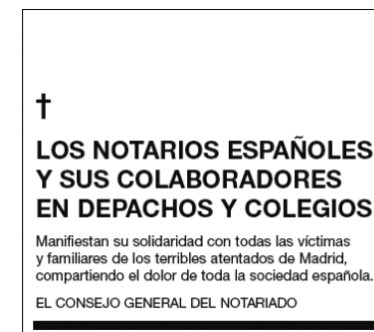 †
LOS NOTARIOS ESPAÑOLES
Y SUS COLABORADORES
EN DEPACHOS Y COLEGIOS
Manifiestan su solidaridad con todas las víctimas
y familiares de los terribles atentados de Madrid,
compartiendo el dolor de toda la sociedad española.
EL CONSEJO GENERAL DEL NOTARIADO